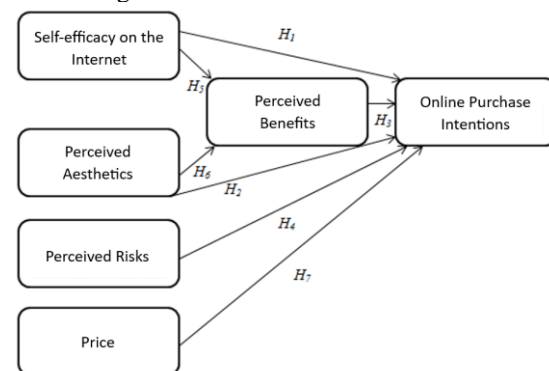 Self-efficacy on the
Internet
H1
H5
Perceived
Benefits
H3
Online Purchase
Intentions
Perceived
Aesthetics
H6
H2
Perceived Risks
H4
H7
Price